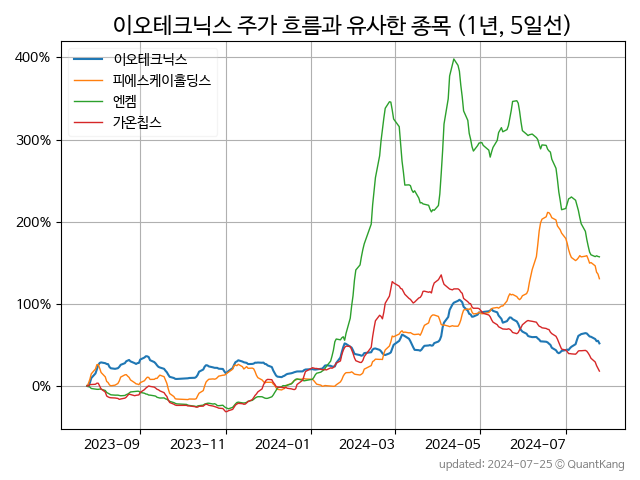 이오테크닉스 주가 흐름과 유사한 종목 (1년, 5일선)
이오테크닉스
피에스케이홀딩스
엔켐
가온칩스
400%
300%
200%
100%
0%
2023-09 2023-11 2024-01 2024-03 2024-05 2024-07
updated: 2024-07-25 © QuantKang